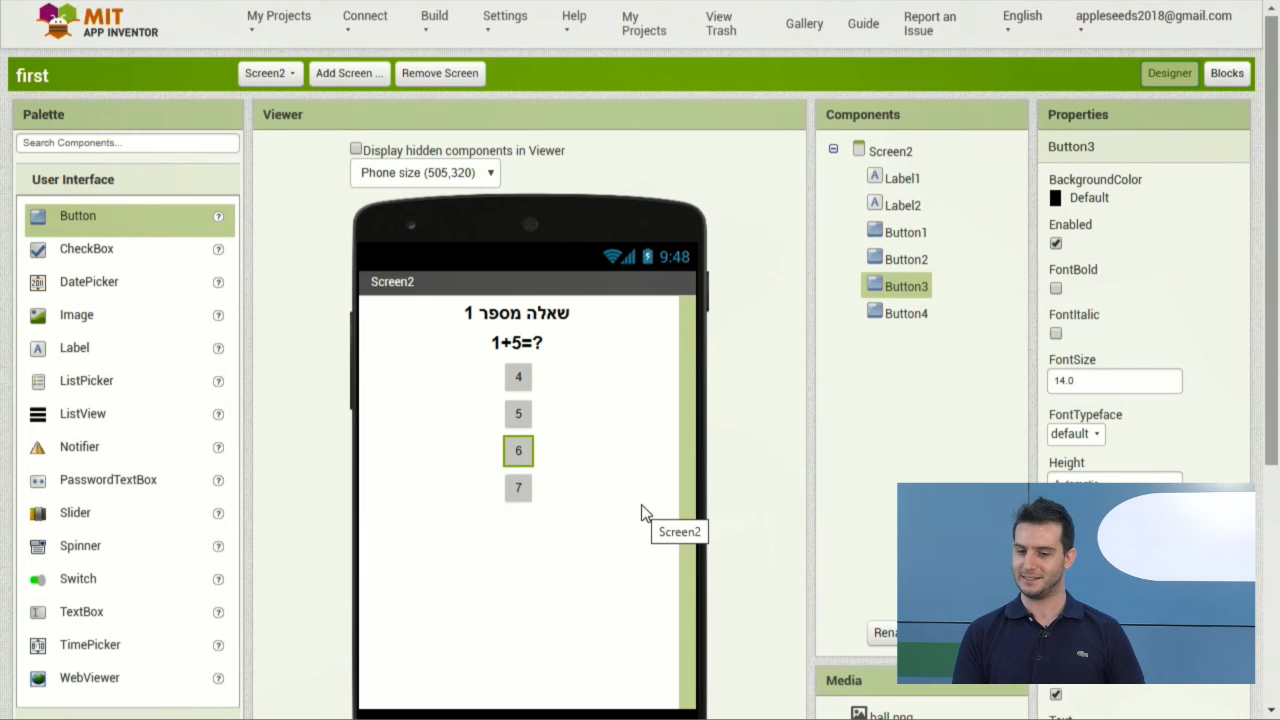 MIT
APP INVENTOR
My Projects
Connect
Build
Settings
Help
My
Projects
View
Trash
Gallery
Guide
Report an
Issue
English
appleseeds2018@gmail.com
first
Screen2
Add Screen ...
Remove Screen
Designer
Blocks
Palette
Search Components...
User Interface
Button
CheckBox
DatePicker
Image
Label
ListPicker
ListView
Notifier
PasswordTextBox
Slider
Spinner
Switch
TextBox
TimePicker
WebViewer
Viewer
Display hidden components in Viewer
Phone size (505,320)
9:48
Screen2
שאלה מספר 1
1+5=?
4
5
6
7
Screen2
Components
Screen2
Label1
Label2
Button1
Button2
Button3
Button4
Media
ball.png
Properties
Button3
BackgroundColor
Default
Enabled
FontBold
FontItalic
FontSize
14.0
FontTypeface
default
Height
Automatic